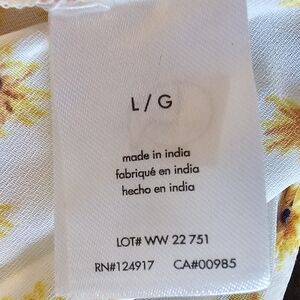 L / G
made in india
fabriqué en india
hecho en india
LOT# WW 22 751
RN#124917 CA#00985